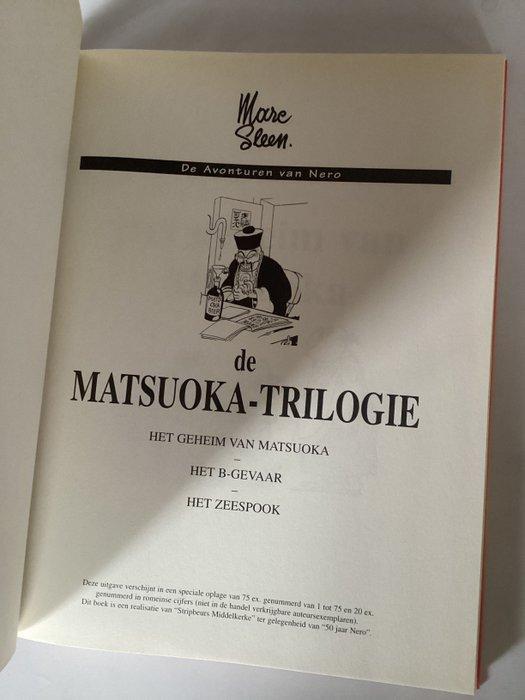 Marc
Sleen.
De Avonturen van Nero
de
MATSUOKA-TRILOGIE
HET GEHEIM VAN MATSUOKA
–
HET B-GEVAAR
–
HET ZEESPOOK
Deze uitgave verschijnt in een speciale oplage van 75 ex. genummerd van 1 tot 75 en 20 ex.
genummerd in romeinse cijfers (niet in de handel verkrijgbare auteursexemplaren).
Dit boek is een realisatie van "Stripbeurs Middelkerke" ter gelegenheid van "50 jaar Nero".